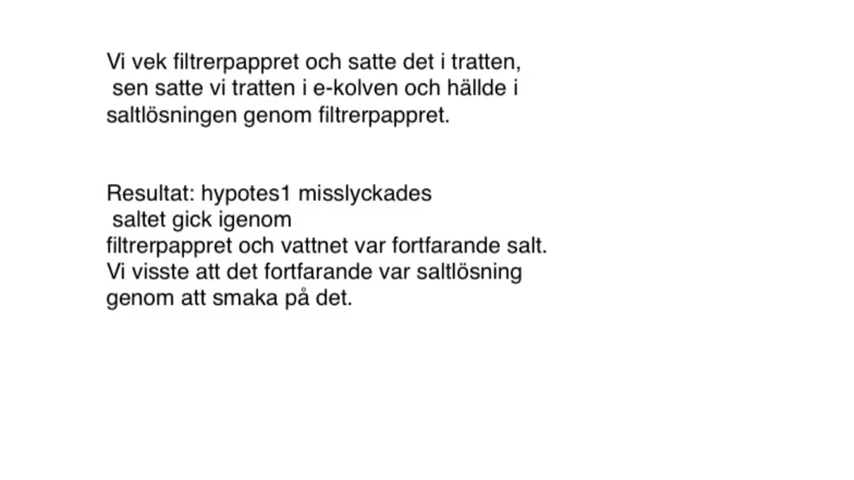 Vi vek filtrerpappret och satte det i tratten,
sen satte vi tratten i e-kolven och hällde i
saltlösningen genom filtrerpappret.
Resultat: hypotes1 misslyckades
saltet gick igenom
filtrerpappret och vattnet var fortfarande salt.
Vi visste att det fortfarande var saltlösning
genom att smaka på det.